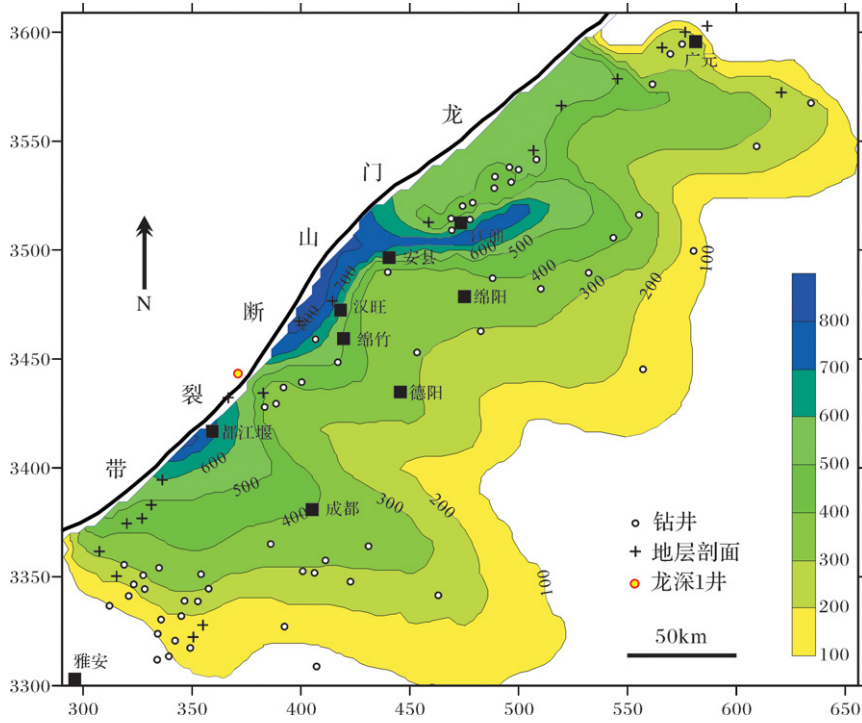 3600
3550
3500
3450
3400
3350
3300
300
350
400
450
500
550
600
650
龙
门
山
断
裂
带
N
广元
江油
安县
绵阳
汉旺
绵竹
德阳
都江堰
成都
雅安
600
500
400
300
200
100
700
800
600
500
400
300
200
100
800
700
600
500
400
300
200
100
钻井
地层剖面
龙深1井
50km